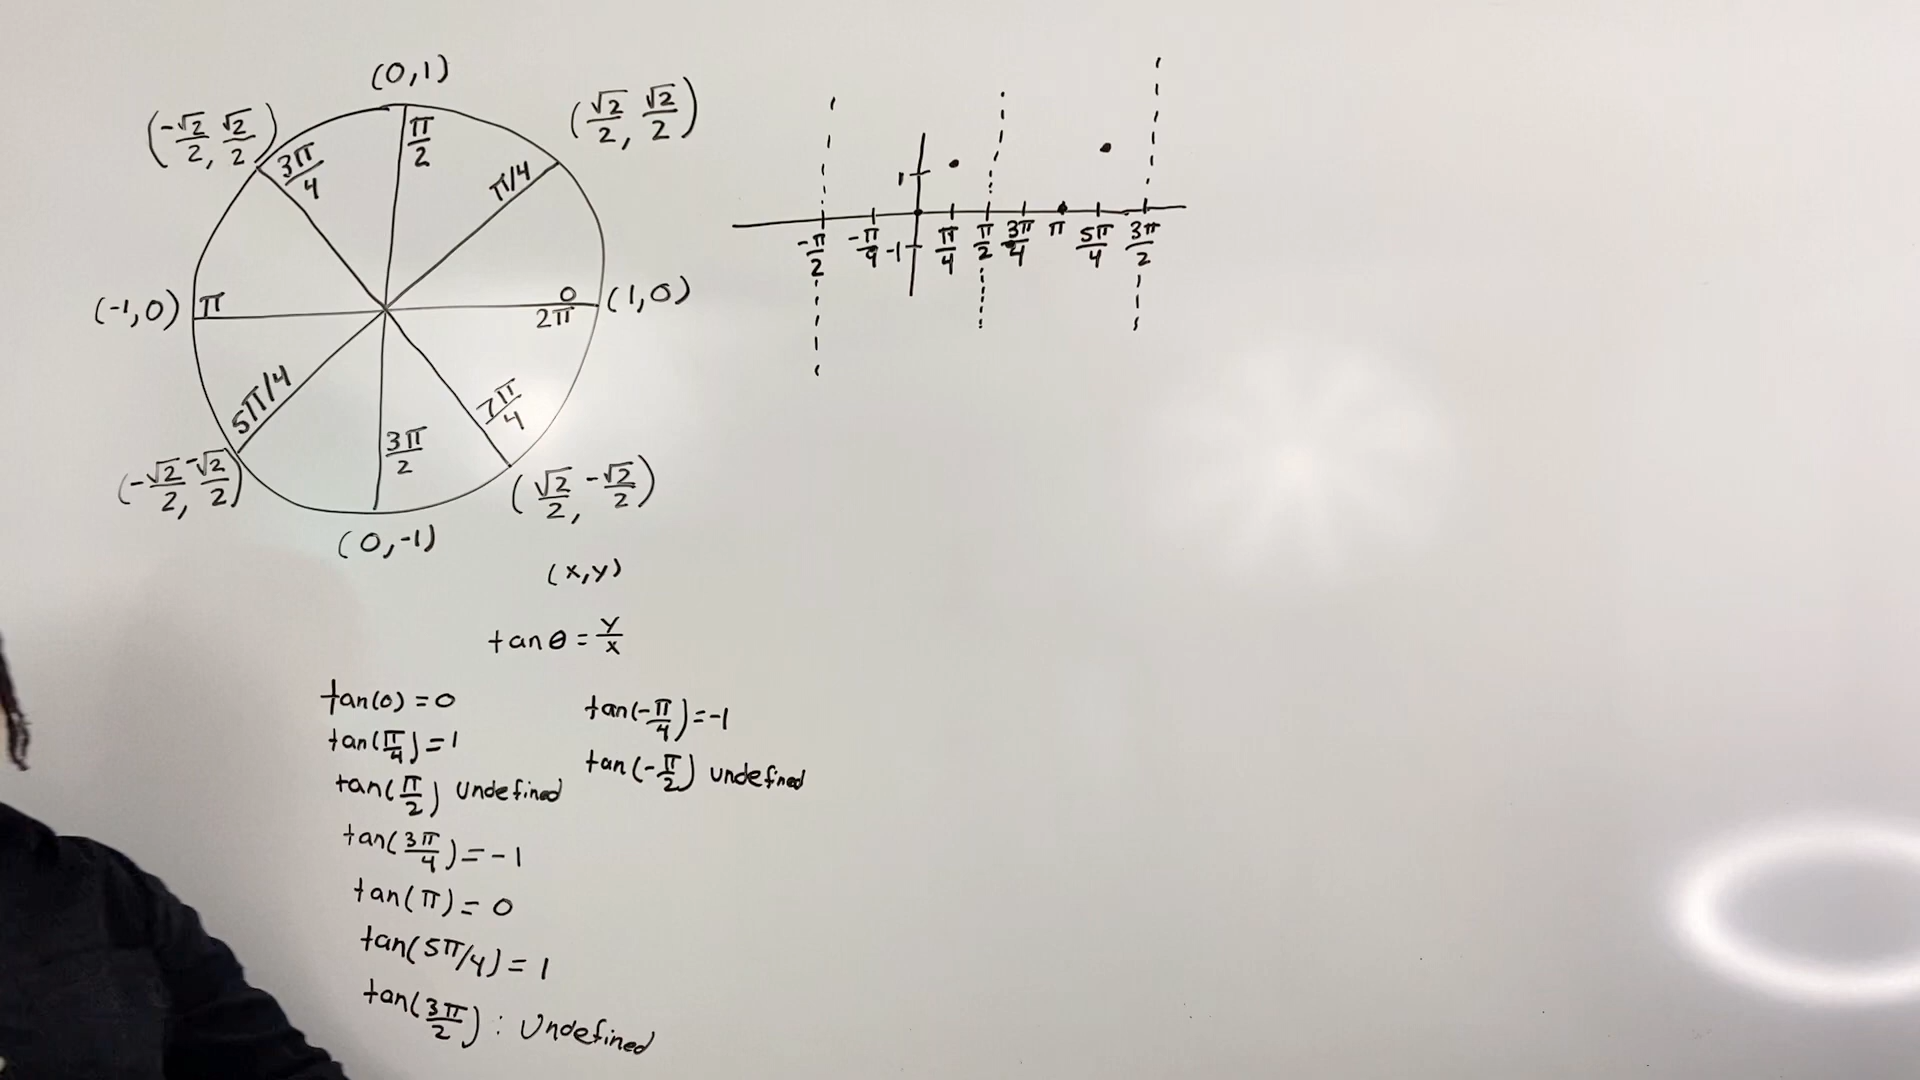 (0,1)
(-√2/2, √2/2)
(√2/2, √2/2)
3π/4
π/2
π/4
(-1,0)
π
0
2π
(1,0)
5π/4
3π/2
7π/4
(-√2/2, -√2/2)
(√2/2, -√2/2)
(0,-1)
(x,y)
tanθ = y/x
tan(0) = 0
tan(π/4) = 1
tan(π/2) Undefined
tan(3π/4) = -1
tan(π) = 0
tan(5π/4) = 1
tan(3π/2) : Undefined
tan(-π/4) = -1
tan(-π/2) undefined
1
-1
-π/2 -π/4 π/4 π/2 3π/4 π 5π/4 3π/2